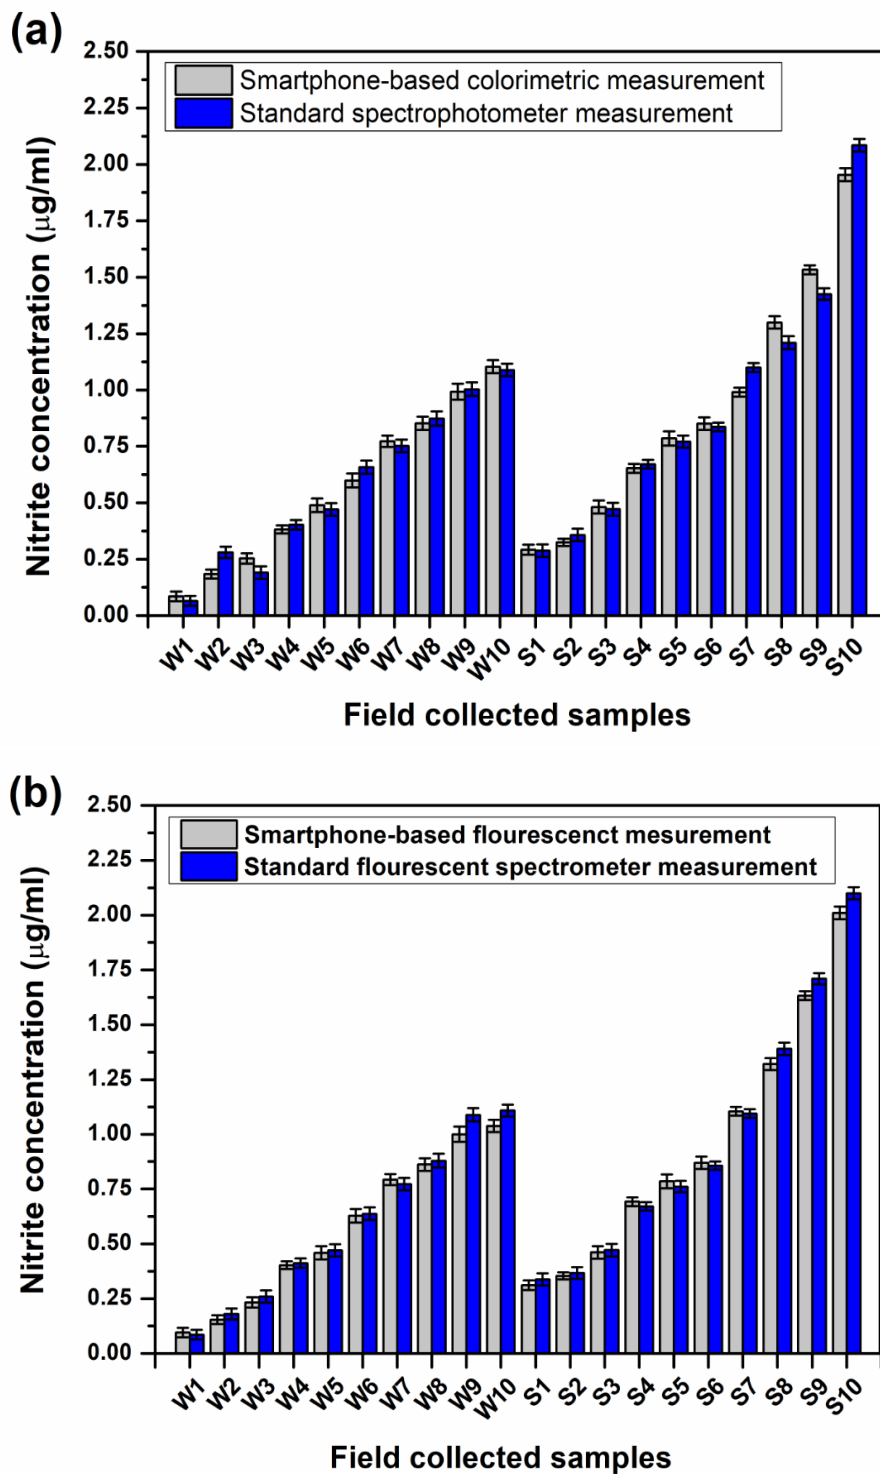 (a)
2.50
2.25
2.00
1.75
1.50
1.25
1.00
0.75
0.50
0.25
0.00
Nitrite concentration (μg/ml)
Smartphone-based colorimetric measurement
Standard spectrophotometer measurement
W1 W2 W3 W4 W5 W6 W7 W8 W9 W10 S1 S2 S3 S4 S5 S6 S7 S8 S9 S10
Field collected samples
(b)
2.50
2.25
2.00
1.75
1.50
1.25
1.00
0.75
0.50
0.25
0.00
Nitrite concentration (μg/ml)
Smartphone-based flourescenct mesurement
Standard flourescent spectrometer measurement
W1 W2 W3 W4 W5 W6 W7 W8 W9 W10 S1 S2 S3 S4 S5 S6 S7 S8 S9 S10
Field collected samples